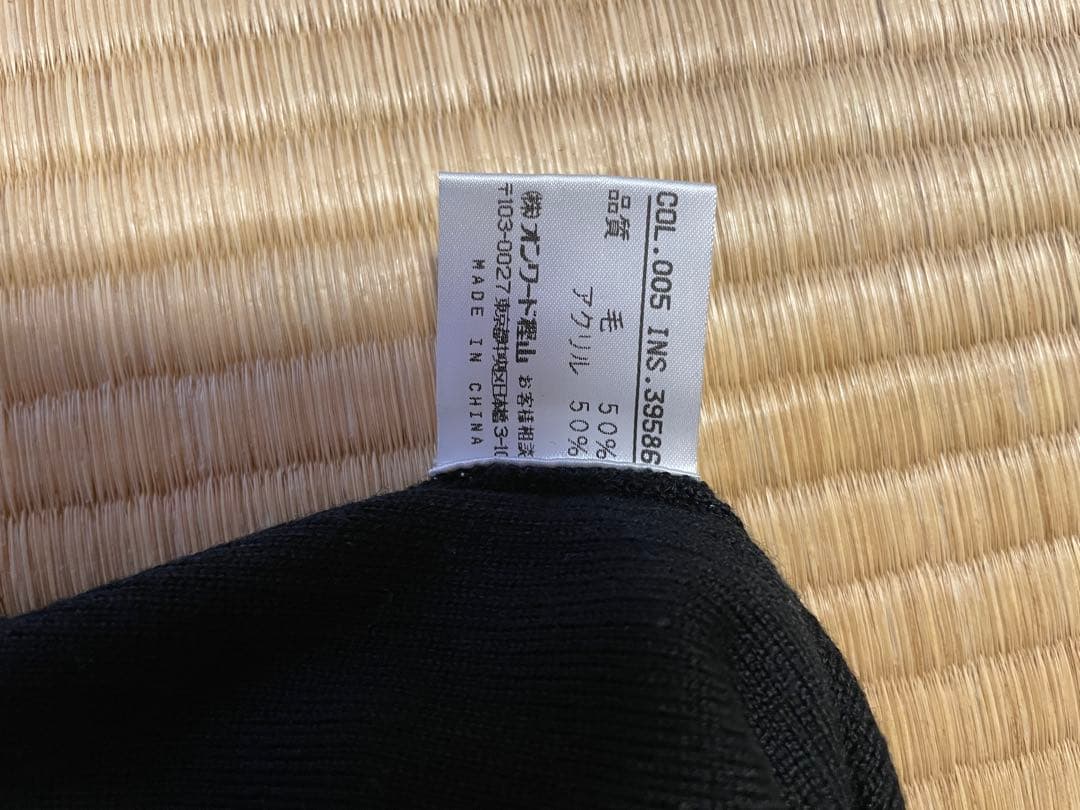 COL.005 INS.39586
品質 毛 50%
アクリル 50%
㈱オンワード樫山 お客様相談
〒103-0027東京都中央区日本橋3-10
MADE IN CHINA